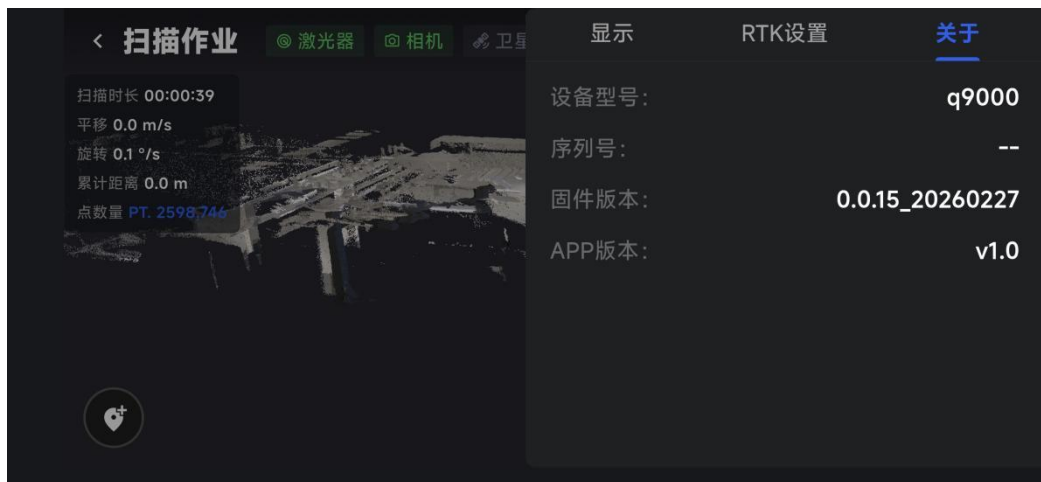 扫描作业
激光器
相机
卫星
扫描时长 00:00:39
平移 0.0 m/s
旋转 0.1 °/s
累计距离 0.0 m
点数量 PT. 2598,746
显示 RTK设置 关于
设备型号: q9000
序列号: --
固件版本: 0.0.15_20260227
APP版本: v1.0